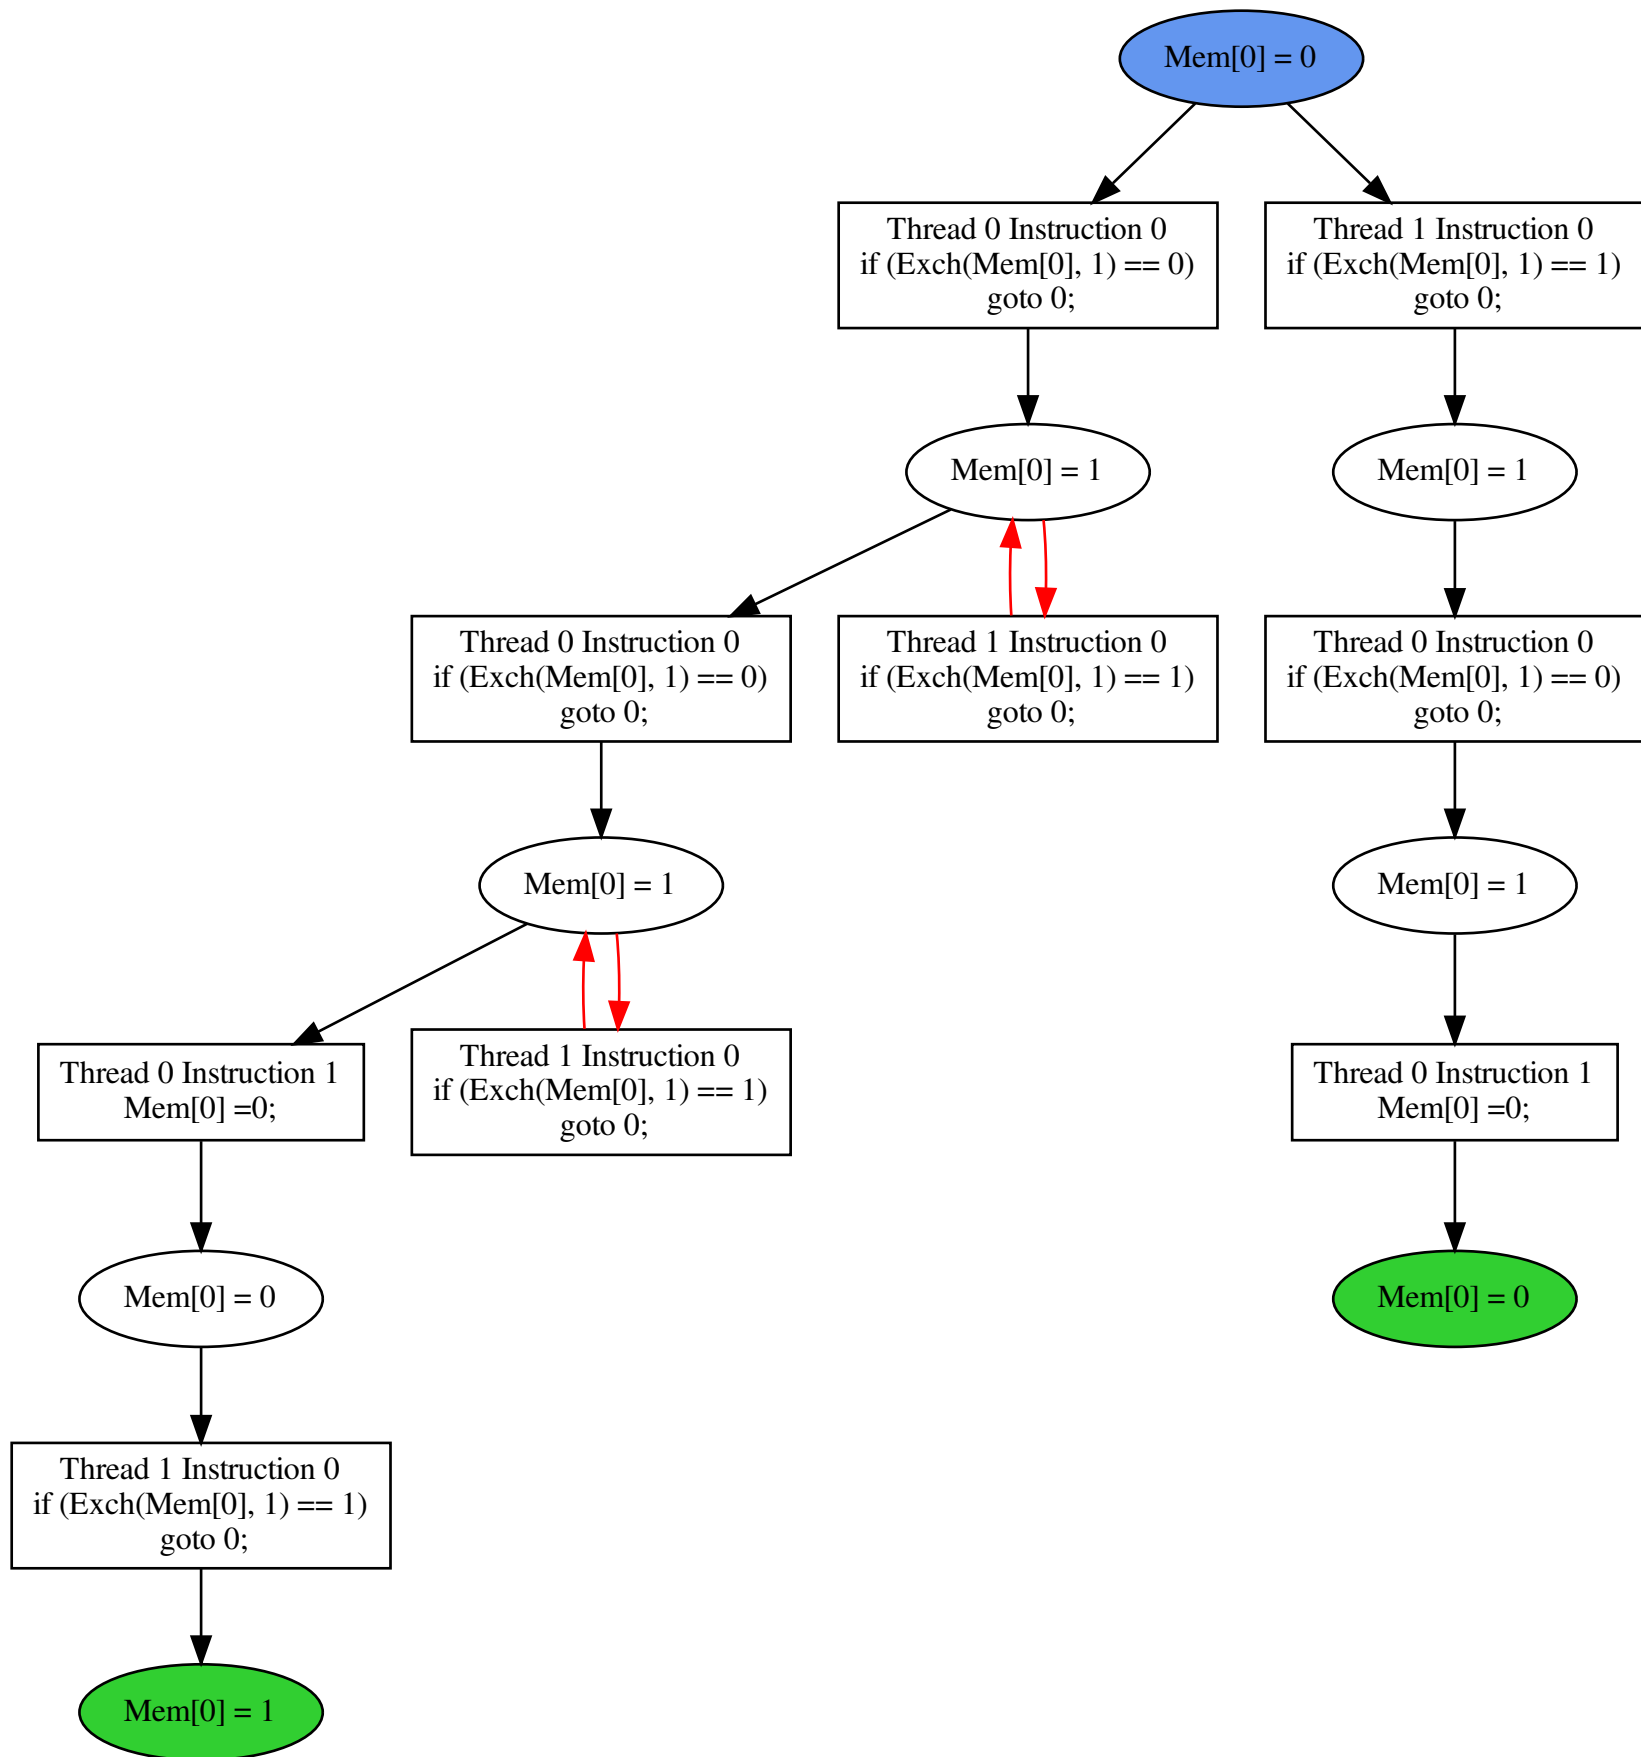 Mem[0] = 0
Thread 0 Instruction 0
if (Exch(Mem[0], 1) == 0)
goto 0;
Thread 1 Instruction 0
if (Exch(Mem[0], 1) == 1)
goto 0;
Mem[0] = 1
Mem[0] = 1
Thread 0 Instruction 0
if (Exch(Mem[0], 1) == 0)
goto 0;
Thread 1 Instruction 0
if (Exch(Mem[0], 1) == 1)
goto 0;
Thread 0 Instruction 0
if (Exch(Mem[0], 1) == 0)
goto 0;
Mem[0] = 1
Mem[0] = 1
Thread 0 Instruction 1
Mem[0] =0;
Thread 1 Instruction 0
if (Exch(Mem[0], 1) == 1)
goto 0;
Thread 0 Instruction 1
Mem[0] =0;
Mem[0] = 0
Mem[0] = 0
Thread 1 Instruction 0
if (Exch(Mem[0], 1) == 1)
goto 0;
Mem[0] = 1